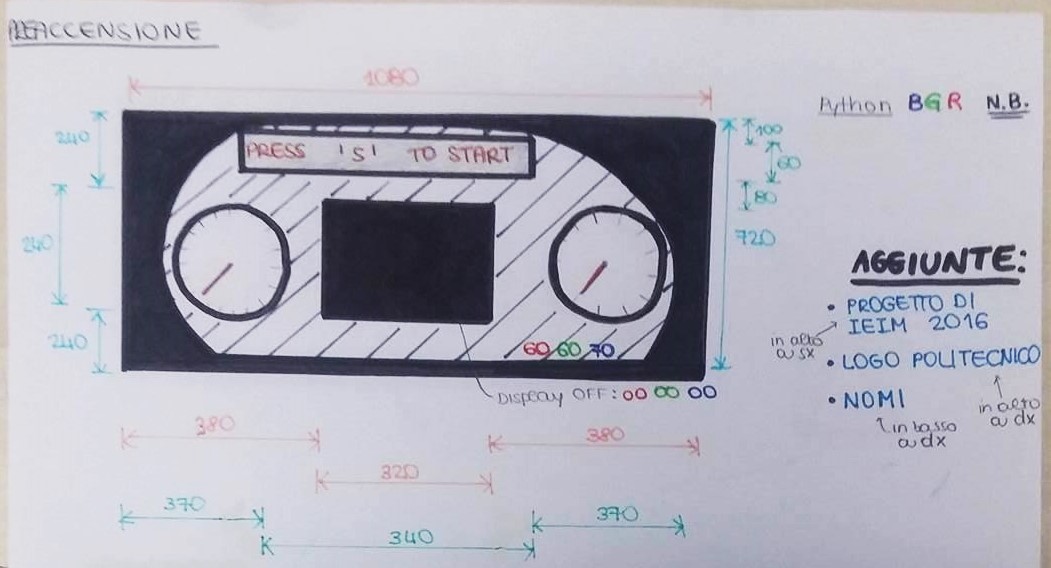 PREACCENSIONE
1080
Python BGR N.B.
240
100
PRESS 'S' TO START
60
80
240
720
AGGIUNTE:
• PROGETTO DI
IEIM 2016
in alto
a sx
240
60 60 70
• LOGO POLITECNICO
DISPLAY OFF: 00 00 00
• NOMI
in alto
a dx
in basso
a dx
380
380
320
370
370
340